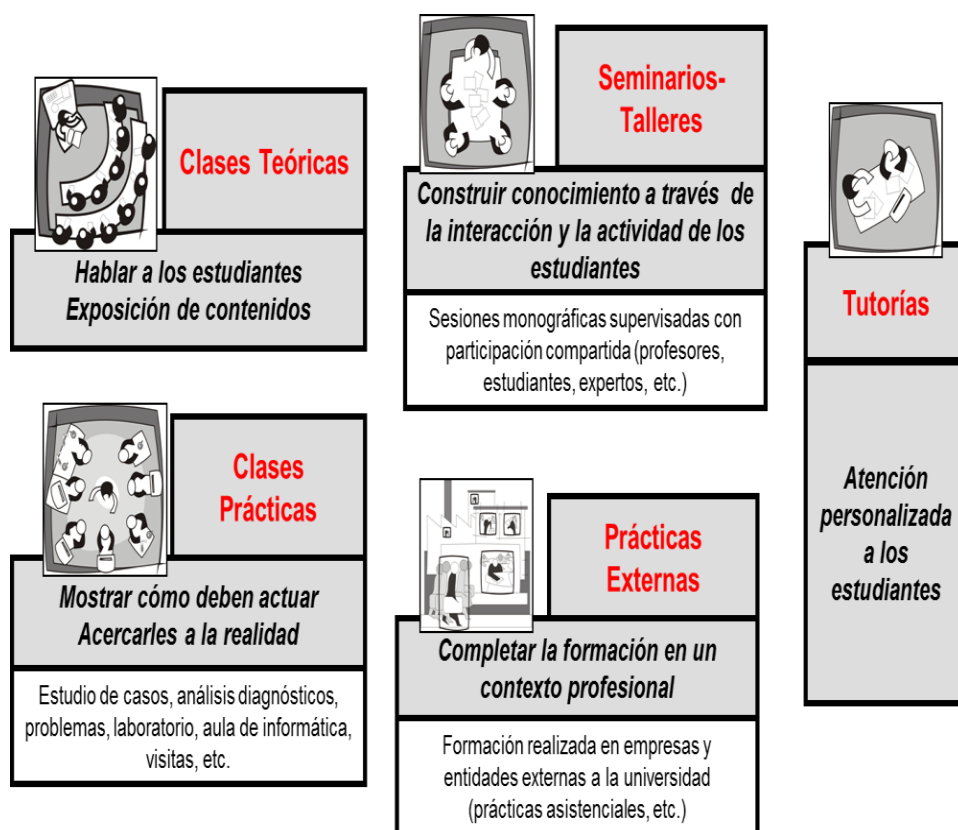 Clases Teóricas
Hablar a los estudiantes
Exposición de contenidos
Seminarios-
Talleres
Construir conocimiento a través de
la interacción y la actividad de los
estudiantes
Sesiones monográficas supervisadas con
participación compartida (profesores,
estudiantes, expertos, etc.)
Tutorías
Atención
personalizada
a los
estudiantes
Clases
Prácticas
Mostrar cómo deben actuar
Acercarles a la realidad
Estudio de casos, análisis diagnósticos,
problemas, laboratorio, aula de informática,
visitas, etc.
Prácticas
Externas
Completar la formación en un
contexto profesional
Formación realizada en empresas y
entidades externas a la universidad
(prácticas asistenciales, etc.)